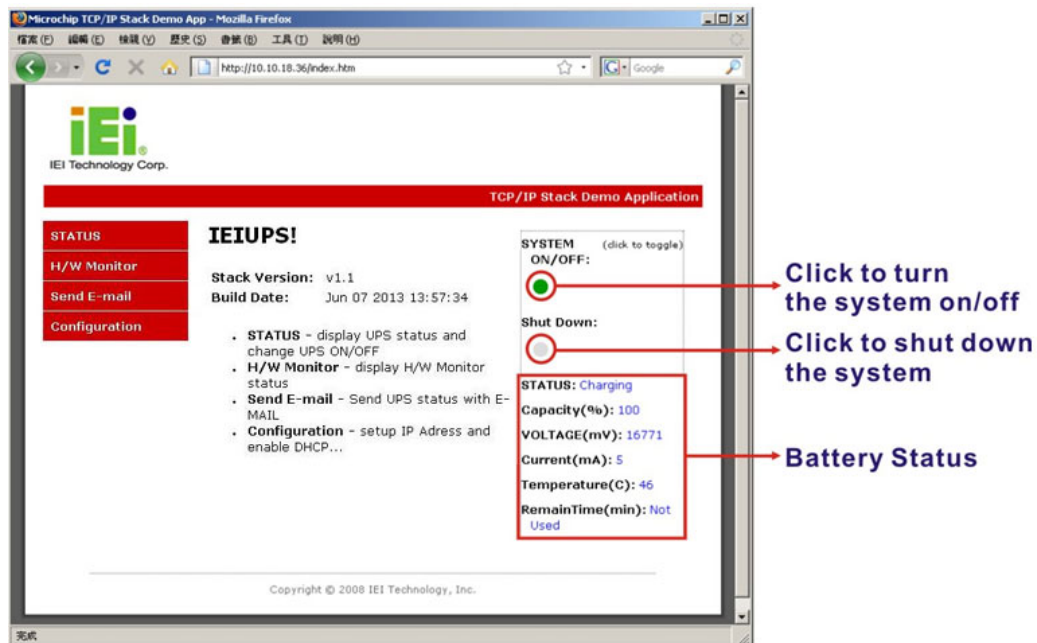 Microchip TCP/IP Stack Demo App - Mozilla Firefox
檔案(F) 編輯(E) 檢視(V) 歷史(S) 書籤(B) 工具(T) 說明(H)
http://10.10.18.36/index.htm
Google
iEi
®
IEI Technology Corp.
TCP/IP Stack Demo Application
STATUS
H/W Monitor
Send E-mail
Configuration
IEIUPS!
Stack Version: v1.1
Build Date: Jun 07 2013 13:57:34
• STATUS - display UPS status and
change UPS ON/OFF
• H/W Monitor - display H/W Monitor
status
• Send E-mail - Send UPS status with E-
MAIL
• Configuration - setup IP Adress and
enable DHCP...
SYSTEM (click to toggle)
ON/OFF:
Shut Down:
STATUS: Charging
Capacity(%): 100
VOLTAGE(mV): 16771
Current(mA): 5
Temperature(C): 46
RemainTime(min): Not
Used
Click to turn
the system on/off
Click to shut down
the system
Battery Status
Copyright © 2008 IEI Technology, Inc.
完成